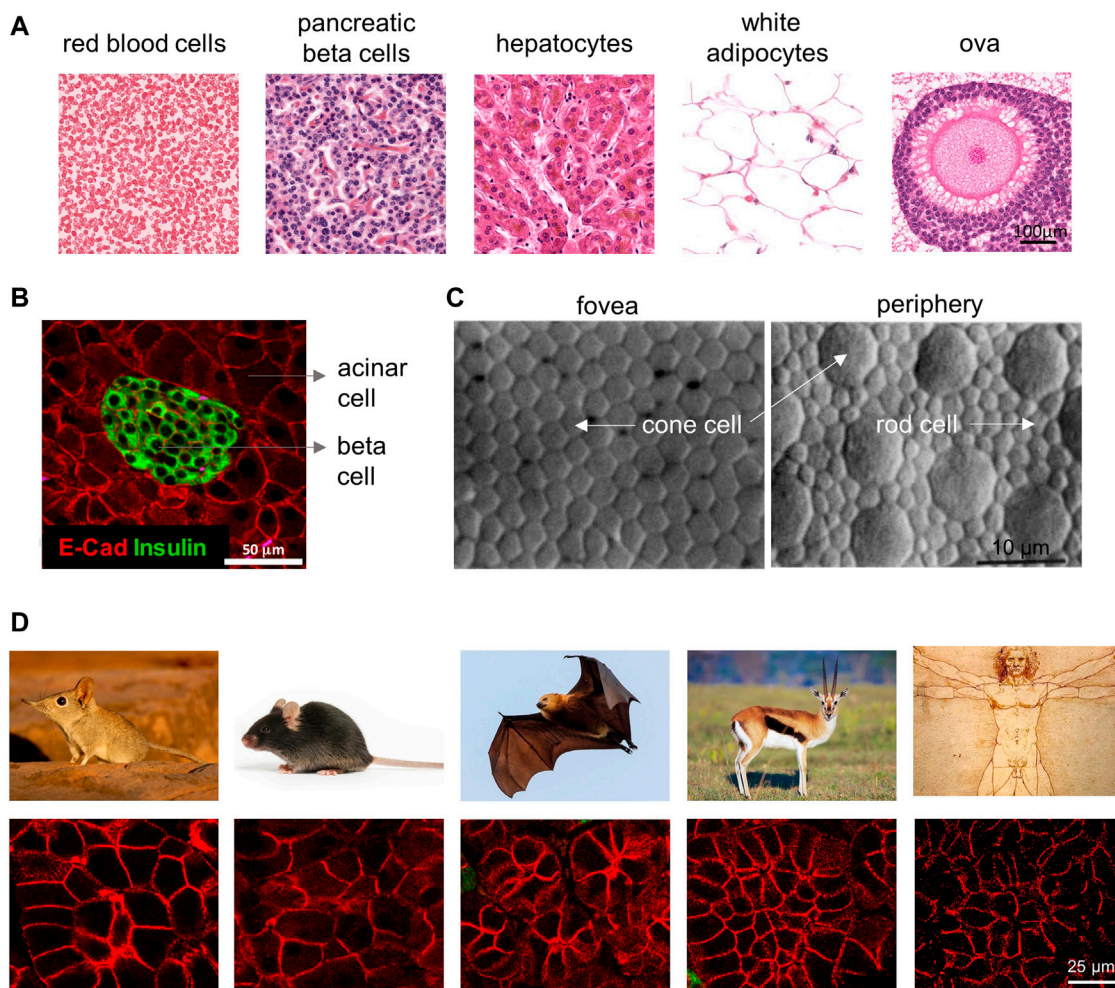 A
red blood cells
pancreatic
beta cells
hepatocytes
white
adipocytes
ova
100µm
B
acinar
cell
beta
cell
E-Cad Insulin
50 µm
C
fovea
periphery
cone cell
rod cell
10 µm
D
25 µm